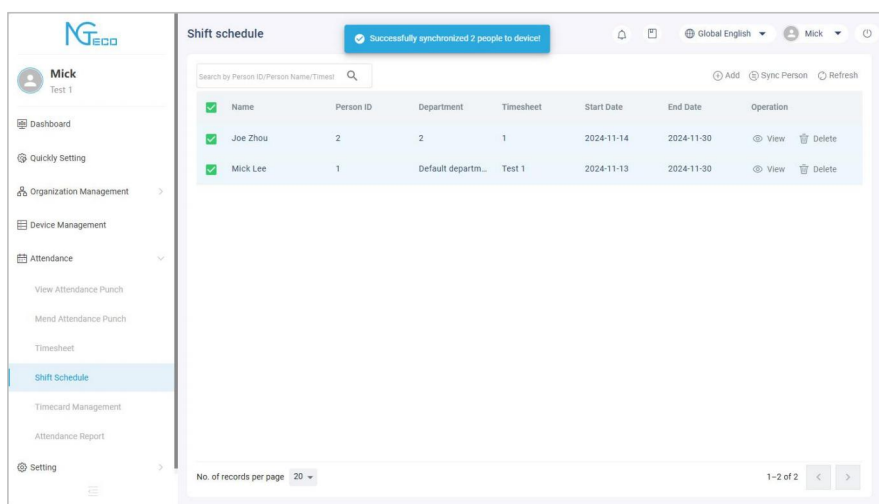 NGTECO
Mick
Test 1
Dashboard
Quickly Setting
Organization Management
Device Management
Attendance
View Attendance Punch
Mend Attendance Punch
Timesheet
Shift Schedule
Timecard Management
Attendance Report
Setting
Shift schedule
Successfully synchronized 2 people to device!
Global English Mick
Search by Person ID/Person Name/Timest
Add Sync Person Refresh
Name Person ID Department Timesheet Start Date End Date Operation
Joe Zhou 2 2 1 2024-11-14 2024-11-30 View Delete
Mick Lee 1 Default departm... Test 1 2024-11-13 2024-11-30 View Delete
No. of records per page 20 1–2 of 2